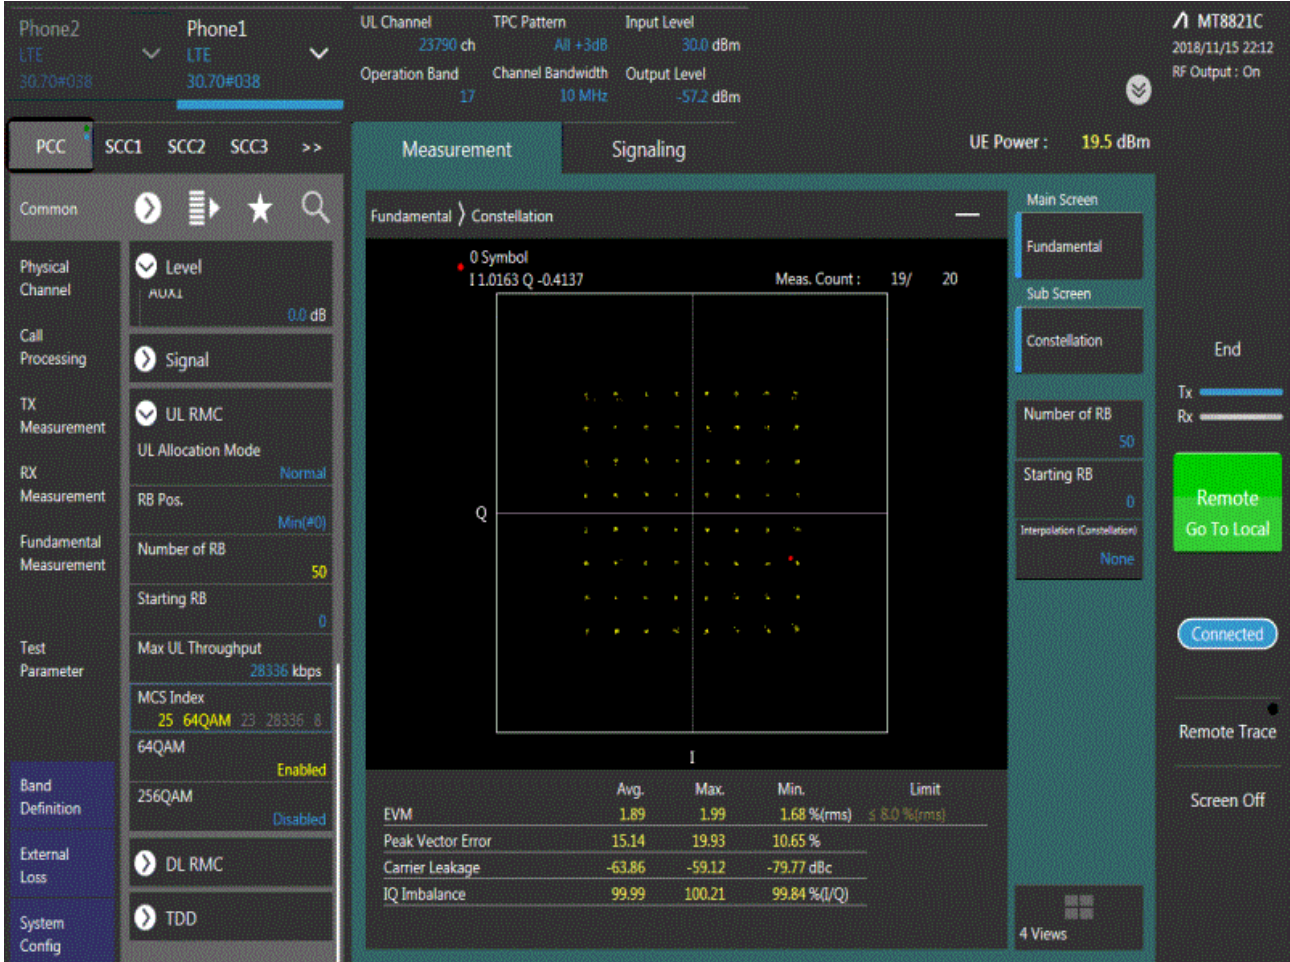 Phone2
LTE
30.70#038
Phone1
LTE
30.70#038
UL Channel
23790 ch
TPC Pattern
All +3dB
Input Level
30.0 dBm
Operation Band
17
Channel Bandwidth
10 MHz
Output Level
-57.2 dBm
MT8821C
2018/11/15 22:12
RF Output : On
PCC SCC1 SCC2 SCC3 >>
Measurement
Signaling
UE Power : 19.5 dBm
Common
Physical
Channel
Call
Processing
TX
Measurement
RX
Measurement
Fundamental
Measurement
Test
Parameter
Band
Definition
External
Loss
System
Config
Level
AUX1
0.0 dB
Signal
UL RMC
UL Allocation Mode
Normal
RB Pos.
Min(#0)
Number of RB
50
Starting RB
0
Max UL Throughput
28336 kbps
MCS Index
25 64QAM 23 28336 8
64QAM
Enabled
256QAM
Disabled
DL RMC
TDD
Fundamental 〉 Constellation
0 Symbol
I 1.0163 Q -0.4137
Meas. Count : 19/ 20
Q
I
Avg. Max. Min. Limit
EVM 1.89 1.99 1.68 %(rms) ≤ 8.0 %(rms)
Peak Vector Error 15.14 19.93 10.65 %
Carrier Leakage -63.86 -59.12 -79.77 dBc
IQ Imbalance 99.99 100.21 99.84 %(I/Q)
Main Screen
Fundamental
Sub Screen
Constellation
Number of RB
50
Starting RB
0
Interpolation (Constellation)
None
4 Views
End
Tx
Rx
Remote
Go To Local
Connected
Remote Trace
Screen Off